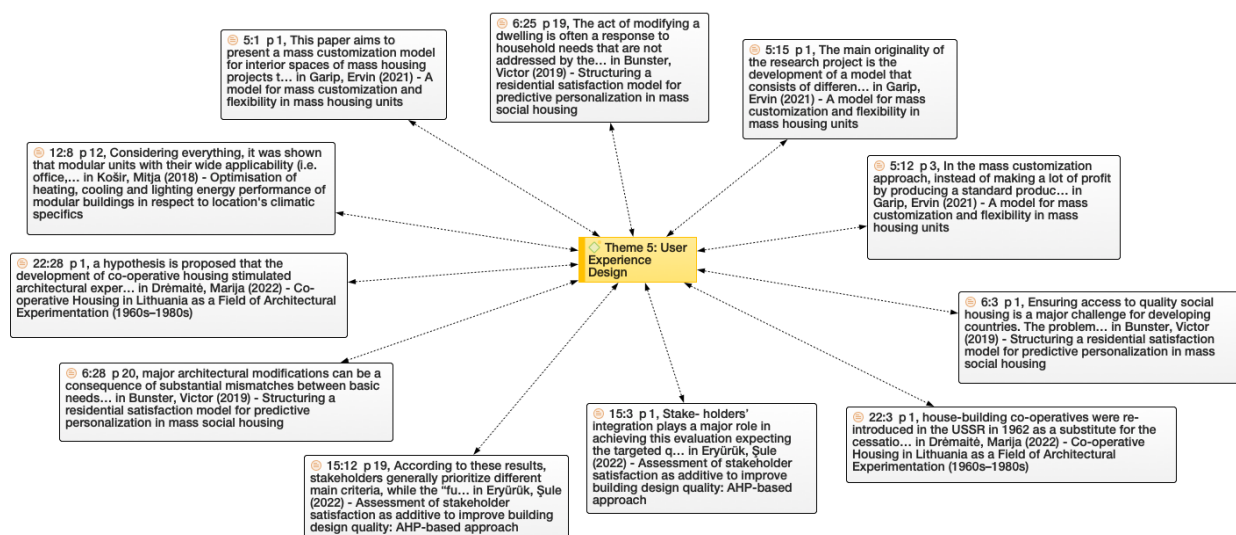 6:25 p 19, The act of modifying a
dwelling is often a response to
household needs that are not
addressed by the… in Bunster,
Victor (2019) - Structuring a
residential satisfaction model for
predictive personalization in mass
social housing
5:1 p 1, This paper aims to
present a mass customization model
for interior spaces of mass housing
projects t… in Garip, Ervin (2021) - A
model for mass customization and
flexibility in mass housing units
5:15 p 1, The main originality of
the research project is the
development of a model that
consists of differen… in Garip,
Ervin (2021) - A model for mass
customization and flexibility in
mass housing units
12:8 p 12, Considering everything, it was shown
that modular units with their wide applicability (i.e.
office,… in Košir, Mitja (2018) - Optimisation of
heating, cooling and lighting energy performance of
modular buildings in respect to location's climatic
specifics
5:12 p 3, In the mass customization
approach, instead of making a lot of profit
by producing a standard produc… in
Garip, Ervin (2021) - A model for mass
customization and flexibility in mass
housing units
Theme 5: User
Experience
Design
22:28 p 1, a hypothesis is proposed that the
development of co-operative housing stimulated
architectural exper… in Drėmaitė, Marija (2022) - Co-
operative Housing in Lithuania as a Field of Architectural
Experimentation (1960s–1980s)
6:3 p 1, Ensuring access to quality social
housing is a major challenge for developing
countries. The problem… in Bunster, Victor
(2019) - Structuring a residential satisfaction
model for predictive personalization in mass
social housing
6:28 p 20, major architectural modifications can be a
consequence of substantial mismatches between basic
needs… in Bunster, Victor (2019) - Structuring a
residential satisfaction model for predictive
personalization in mass social housing
15:3 p 1, Stake- holders'
integration plays a major role in
achieving this evaluation expecting
the targeted q… in Eryürük, Şule
(2022) - Assessment of stakeholder
satisfaction as additive to improve
building design quality: AHP-based
approach
22:3 p 1, house-building co-operatives were re-
introduced in the USSR in 1962 as a substitute for the
cessatio… in Drėmaitė, Marija (2022) - Co-operative
Housing in Lithuania as a Field of Architectural
Experimentation (1960s–1980s)
15:12 p 19, According to these results,
stakeholders generally prioritize different
main criteria, while the "fu… in Eryürük, Şule
(2022) - Assessment of stakeholder
satisfaction as additive to improve building
design quality: AHP-based approach